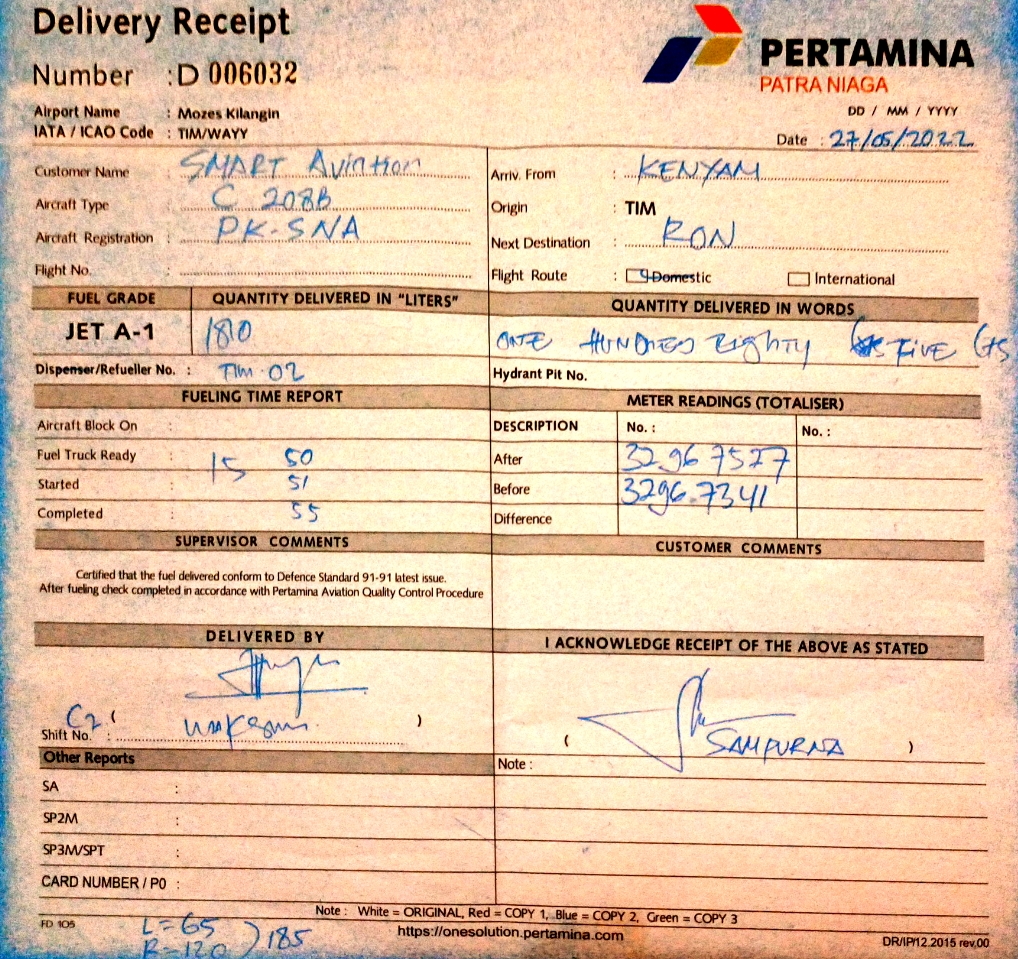 Delivery Receipt
Number : D 006032
PERTAMINA
PATRA NIAGA
Airport Name : Mozes Kilangin
IATA / ICAO Code : TIM/WAYY
DD / MM / YYYY
Date : 27/05/2022
Customer Name : SMART Aviation
Aircraft Type : C 208B
Aircraft Registration : PK-SNA
Flight No. :
Arriv. From : KENYAM
Origin : TIM
Next Destination : RON
Flight Route : Domestic International
FUEL GRADE QUANTITY DELIVERED IN "LITERS" QUANTITY DELIVERED IN WORDS
JET A-1
ONE HUNDRED Eighty FIVE
Dispenser/Refueller No. : TIM 02
Hydrant Pit No.
FUELING TIME REPORT
METER READINGS (TOTALISER)
Aircraft Block On :
Fuel Truck Ready : 15 50
Started : 51
Completed : 55
DESCRIPTION No. : No. :
After 3296 7527
Before 3296.7341
Difference
SUPERVISOR COMMENTS
CUSTOMER COMMENTS
Certified that the fuel delivered conform to Defence Standard 91-91 latest issue.
After fueling check completed in accordance with Pertamina Aviation Quality Control Procedure
DELIVERED BY
I ACKNOWLEDGE RECEIPT OF THE ABOVE AS STATED
C2 ( )
Shift No. :
( SAMPURNA )
Other Reports
Note :
SA :
SP2M :
SP3M/SPT :
CARD NUMBER / P0 :
Note : White = ORIGINAL, Red = COPY 1, Blue = COPY 2, Green = COPY 3
FD 105
https://onesolution.pertamina.com
DR/IP/12.2015 rev.00
L = 65
R = 120 ) 185